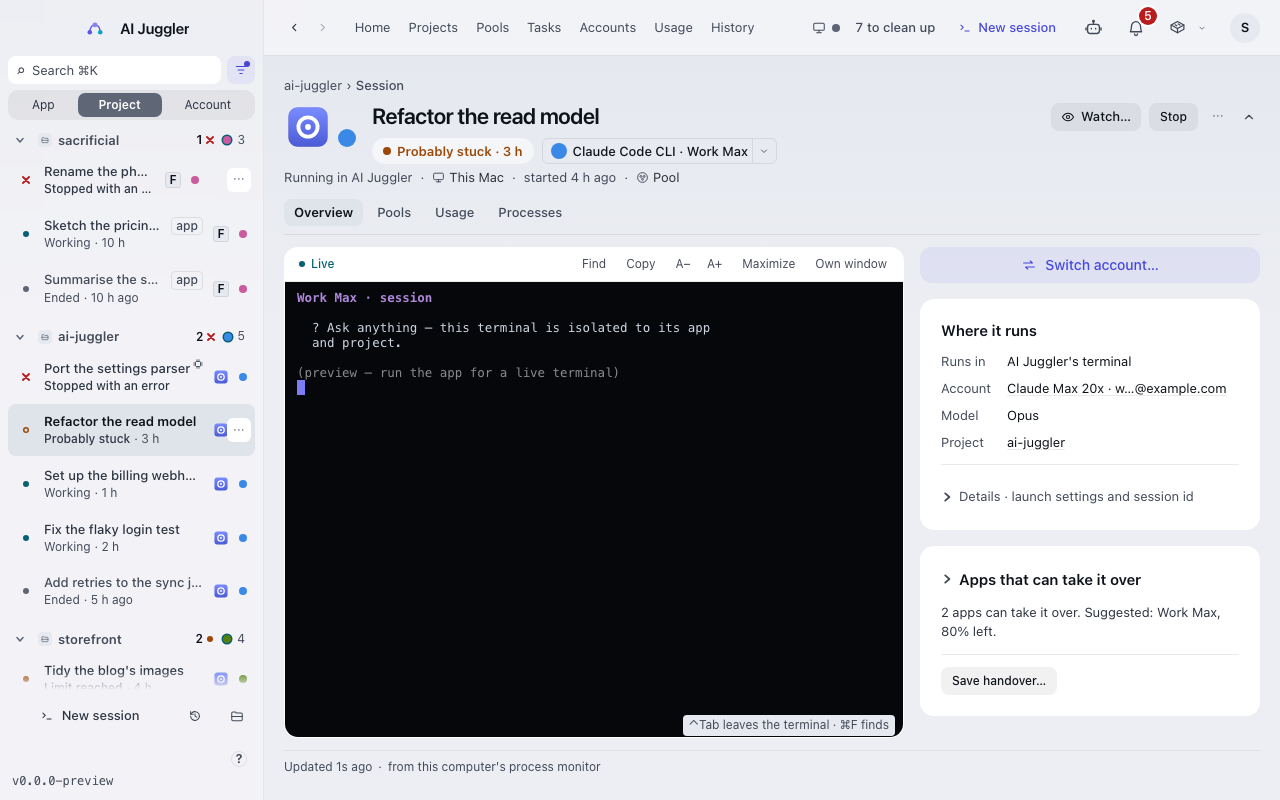 AI Juggler
Search ⌘K
App Project Account
sacrificial 1 3
Rename the ph... F
Stopped with an ...
Sketch the pricin... app F
Working · 10 h
Summarise the s... app F
Ended · 10 h ago
ai-juggler 2 5
Port the settings parser
Stopped with an error
Refactor the read model
Probably stuck · 3 h
Set up the billing webh...
Working · 1 h
Fix the flaky login test
Working · 2 h
Add retries to the sync j...
Ended · 5 h ago
storefront 2 4
Tidy the blog's images
Limit reached · 4 h
New session
?
v0.0.0-preview
Home Projects Pools Tasks Accounts Usage History 7 to clean up New session 5 S
ai-juggler › Session
Refactor the read model
Watch... Stop ...
Probably stuck · 3 h Claude Code CLI · Work Max
Running in AI Juggler · This Mac · started 4 h ago · Pool
Overview Pools Usage Processes
Live Find Copy A− A+ Maximize Own window
Work Max · session
? Ask anything — this terminal is isolated to its app
and project.
(preview — run the app for a live terminal)
^Tab leaves the terminal · ⌘F finds
Switch account...
Where it runs
Runs in AI Juggler's terminal
Account Claude Max 20x · w...@example.com
Model Opus
Project ai-juggler
Details · launch settings and session id
Apps that can take it over
2 apps can take it over. Suggested: Work Max,
80% left.
Save handover...
Updated 1s ago · from this computer's process monitor